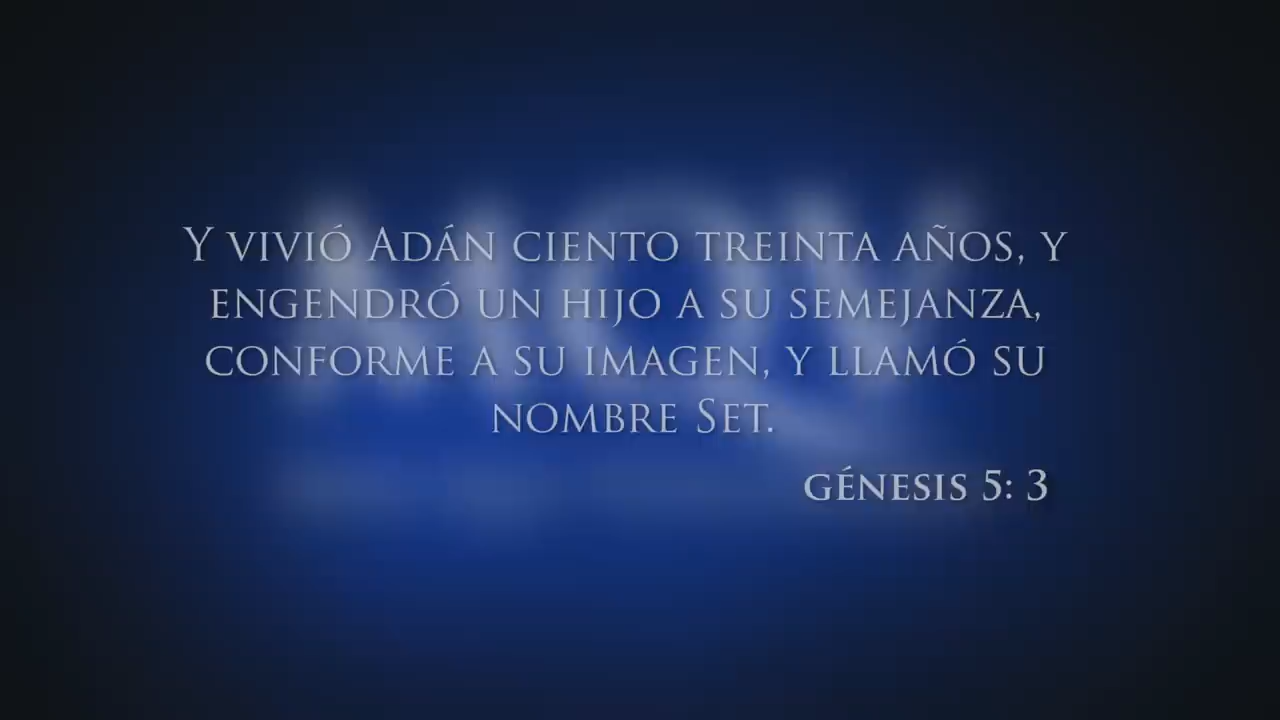 Y vivió Adán ciento treinta años, y
engendró un hijo a su semejanza,
conforme a su imagen, y llamó su
nombre Set.
génesis 5: 3